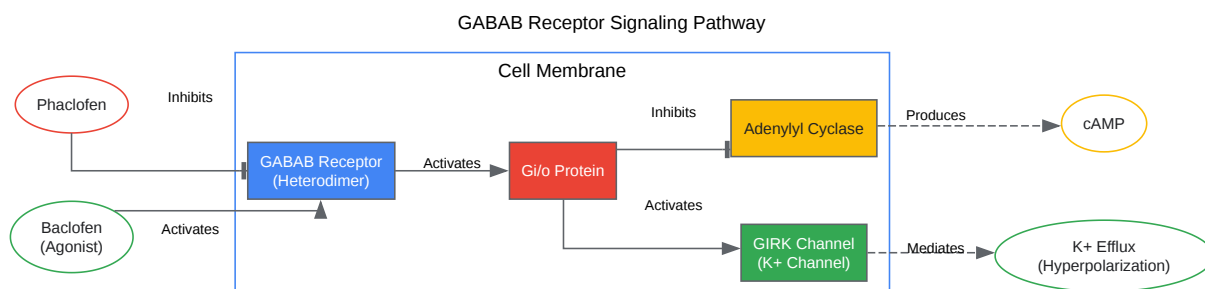 GABAB Receptor Signaling Pathway
Cell Membrane
Phaclofen
Inhibits
Inhibits
Adenylyl Cyclase
Produces
cAMP
GABAB Receptor
(Heterodimer)
Activates
Gi/o Protein
Baclofen
(Agonist)
Activates
Activates
GIRK Channel
(K+ Channel)
Mediates
K+ Efflux
(Hyperpolarization)